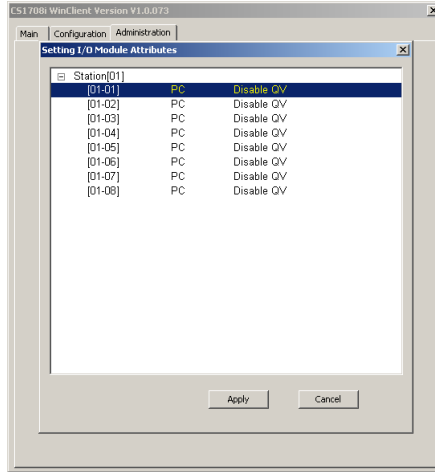 CS1708i WinClient Version V1.0.073
Main Configuration Administration
Setting I/O Module Attributes
Station[01]
[01-01] PC Disable QV
[01-02] PC Disable QV
[01-03] PC Disable QV
[01-04] PC Disable QV
[01-05] PC Disable QV
[01-06] PC Disable QV
[01-07] PC Disable QV
[01-08] PC Disable QV
Apply Cancel